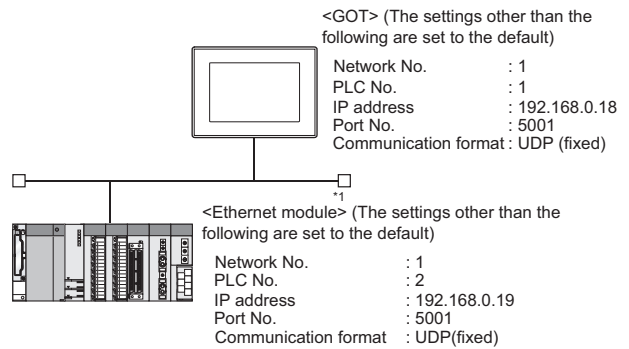 <GOT> (The settings other than the
following are set to the default)
Network No. : 1
PLC No. : 1
IP address : 192.168.0.18
Port No. : 5001
Communication format : UDP (fixed)
*1
<Ethernet module> (The settings other than the
following are set to the default)
Network No. : 1
PLC No. : 2
IP address : 192.168.0.19
Port No. : 5001
Communication format : UDP(fixed)